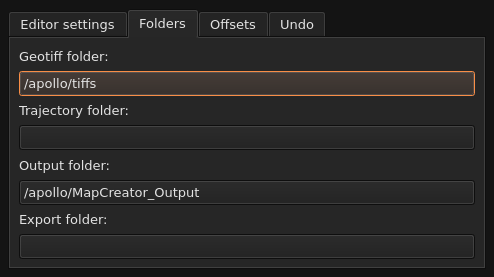 Editor settings Folders Offsets Undo
Geotiff folder:
/apollo/tiffs
Trajectory folder:
Output folder:
/apollo/MapCreator_Output
Export folder: